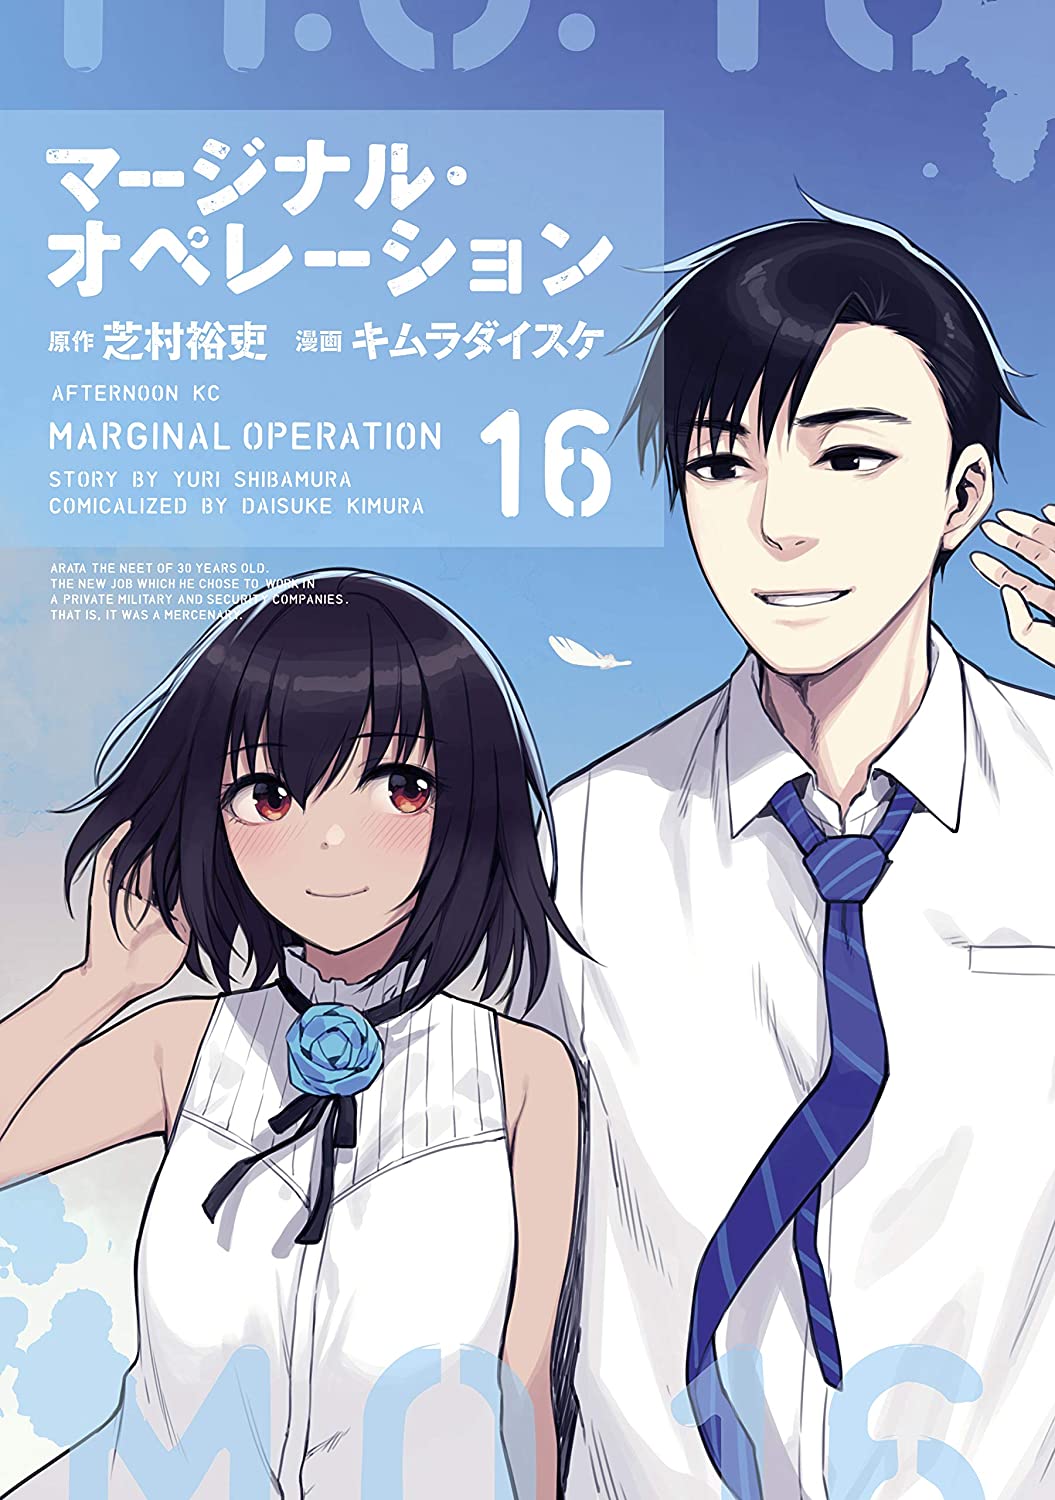 M.O.16
マージナル・
オペレーション
原作 芝村裕吏 漫画 キムラダイスケ
AFTERNOON KC
MARGINAL OPERATION 16
STORY BY YURI SHIBAMURA
COMICALIZED BY DAISUKE KIMURA
ARATA THE NEET OF 30 YEARS OLD.
THE NEW JOB WHICH HE CHOSE TO WORK IN
A PRIVATE MILITARY AND SECURITY COMPANIES.
THAT IS, IT WAS A MERCENARY.
M.O.16